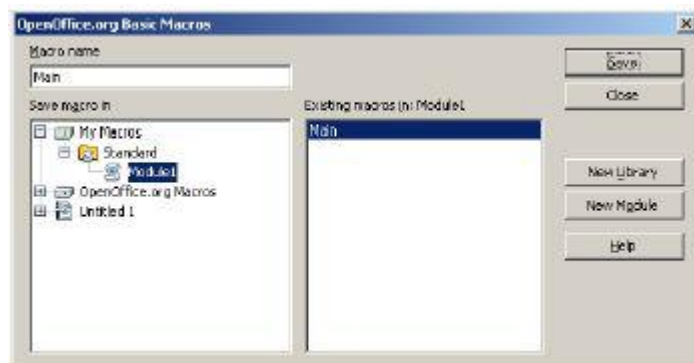 OpenOffice.org Basic Macros
Macro name
Main
Save macro in
My Macros
Standard
Module1
OpenOffice.org Macros
Untitled 1
Existing macros in: Module1
Main
Save
Close
New Library
New Module
Help